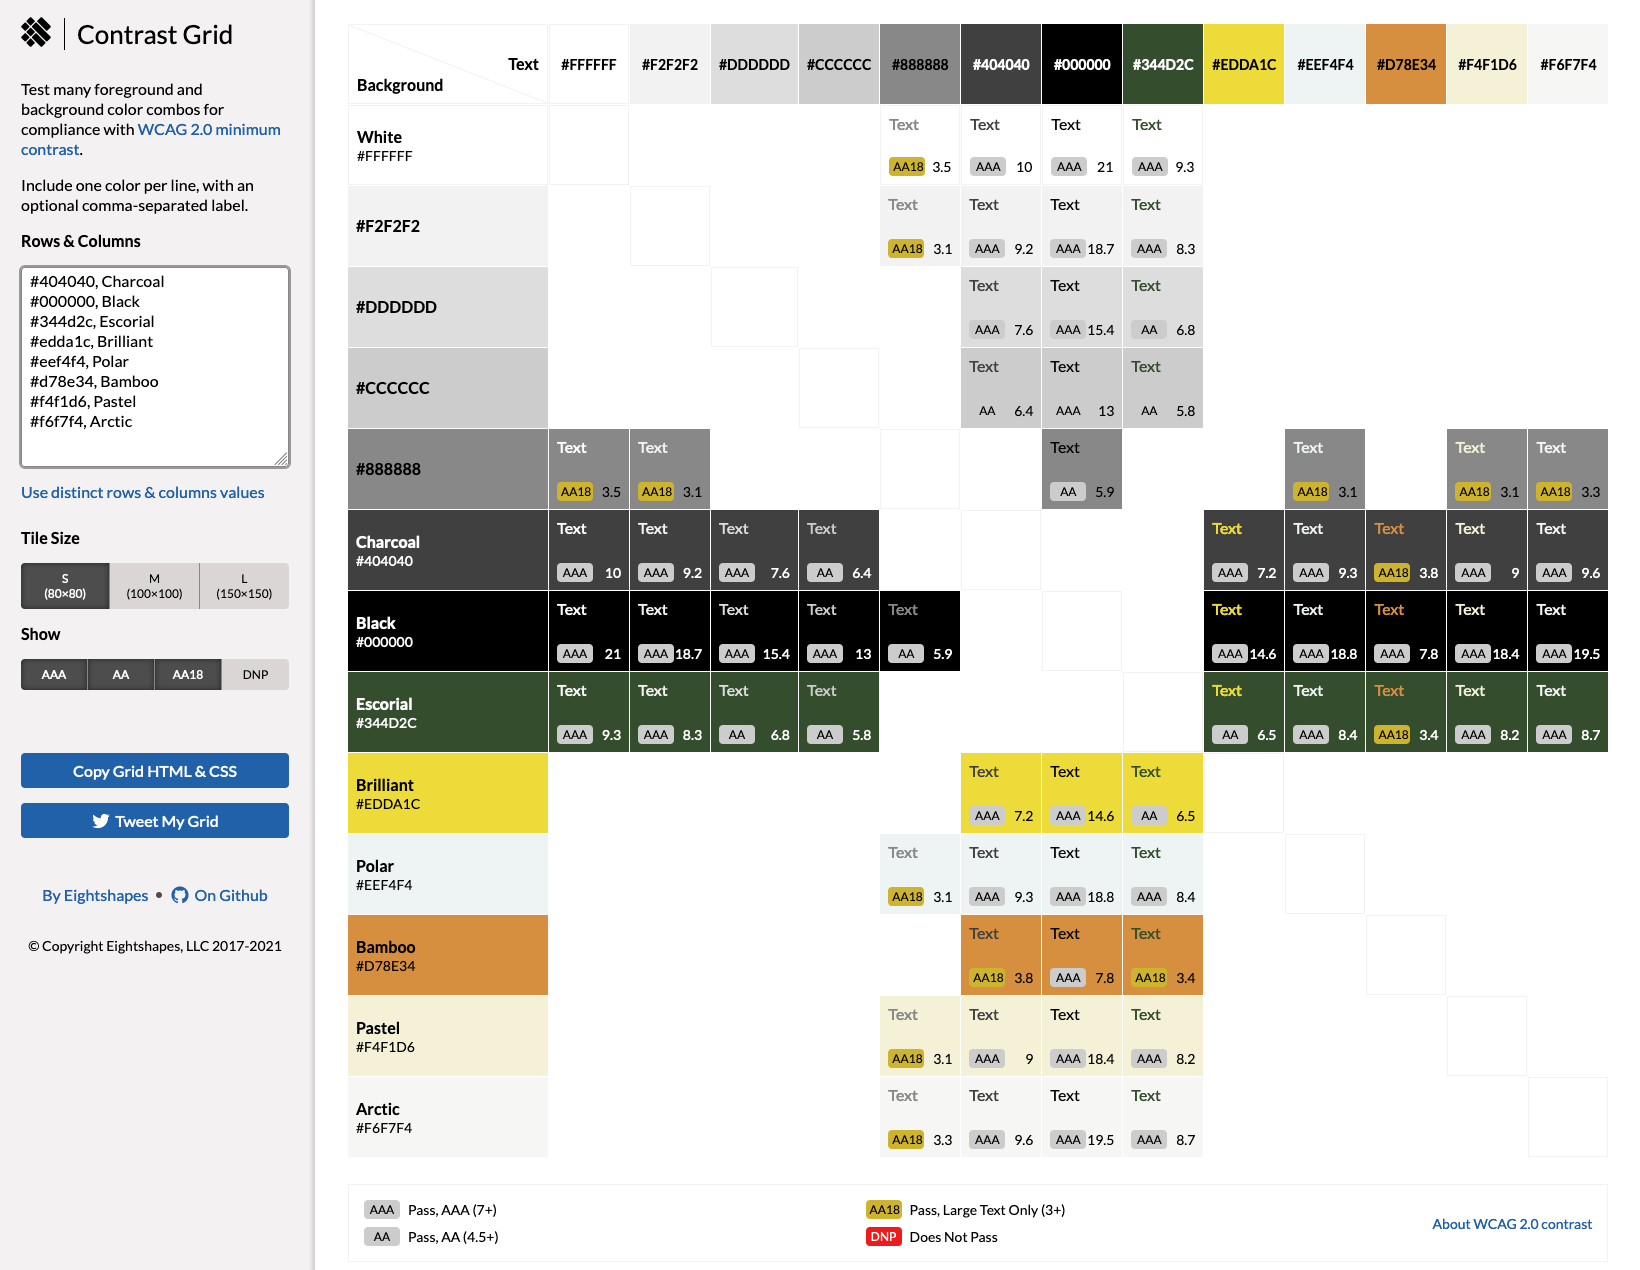 Contrast Grid
Test many foreground and
background color combos for
compliance with WCAG 2.0 minimum
contrast.
Include one color per line, with an
optional comma-separated label.
Rows & Columns
#404040, Charcoal
#000000, Black
#344d2c, Escorial
#edda1c, Brilliant
#eef4f4, Polar
#d78e34, Bamboo
#f4f1d6, Pastel
#f6f7f4, Arctic
Use distinct rows & columns values
Tile Size
S M L
(80×80) (100×100) (150×150)
Show
AAA AA AA18 DNP
Copy Grid HTML & CSS
Tweet My Grid
By Eightshapes • On Github
© Copyright Eightshapes, LLC 2017-2021
Text
Background
#FFFFFF #F2F2F2 #DDDDDD #CCCCCC #888888 #404040 #000000 #344D2C #EDDA1C #EEF4F4 #D78E34 #F4F1D6 #F6F7F4
White
#FFFFFF
Text Text Text Text
AA18 3.5 AAA 10 AAA 21 AAA 9.3
#F2F2F2
Text Text Text Text
AA18 3.1 AAA 9.2 AAA 18.7 AAA 8.3
#DDDDDD
Text Text Text
AAA 7.6 AAA 15.4 AA 6.8
#CCCCCC
Text Text Text
AA 6.4 AAA 13 AA 5.8
#888888
Text Text Text Text Text Text
AA18 3.5 AA18 3.1 AA 5.9 AA18 3.1 AA18 3.1 AA18 3.3
Charcoal
#404040
Text Text Text Text Text Text Text Text Text
AAA 10 AAA 9.2 AAA 7.6 AA 6.4 AAA 7.2 AAA 9.3 AA18 3.8 AAA 9 AAA 9.6
Black
#000000
Text Text Text Text Text Text Text Text Text Text
AAA 21 AAA 18.7 AAA 15.4 AAA 13 AA 5.9 AAA 14.6 AAA 18.8 AAA 7.8 AAA 18.4 AAA 19.5
Escorial
#344D2C
Text Text Text Text Text Text Text Text Text
AAA 9.3 AAA 8.3 AA 6.8 AA 5.8 AA 6.5 AAA 8.4 AA18 3.4 AAA 8.2 AAA 8.7
Brilliant
#EDDA1C
Text Text Text
AAA 7.2 AAA 14.6 AA 6.5
Polar
#EEF4F4
Text Text Text Text
AA18 3.1 AAA 9.3 AAA 18.8 AAA 8.4
Bamboo
#D78E34
Text Text Text
AA18 3.8 AAA 7.8 AA18 3.4
Pastel
#F4F1D6
Text Text Text Text
AA18 3.1 AAA 9 AAA 18.4 AAA 8.2
Arctic
#F6F7F4
Text Text Text Text
AA18 3.3 AAA 9.6 AAA 19.5 AAA 8.7
AAA Pass, AAA (7+)
AA Pass, AA (4.5+)
AA18 Pass, Large Text Only (3+)
DNP Does Not Pass
About WCAG 2.0 contrast